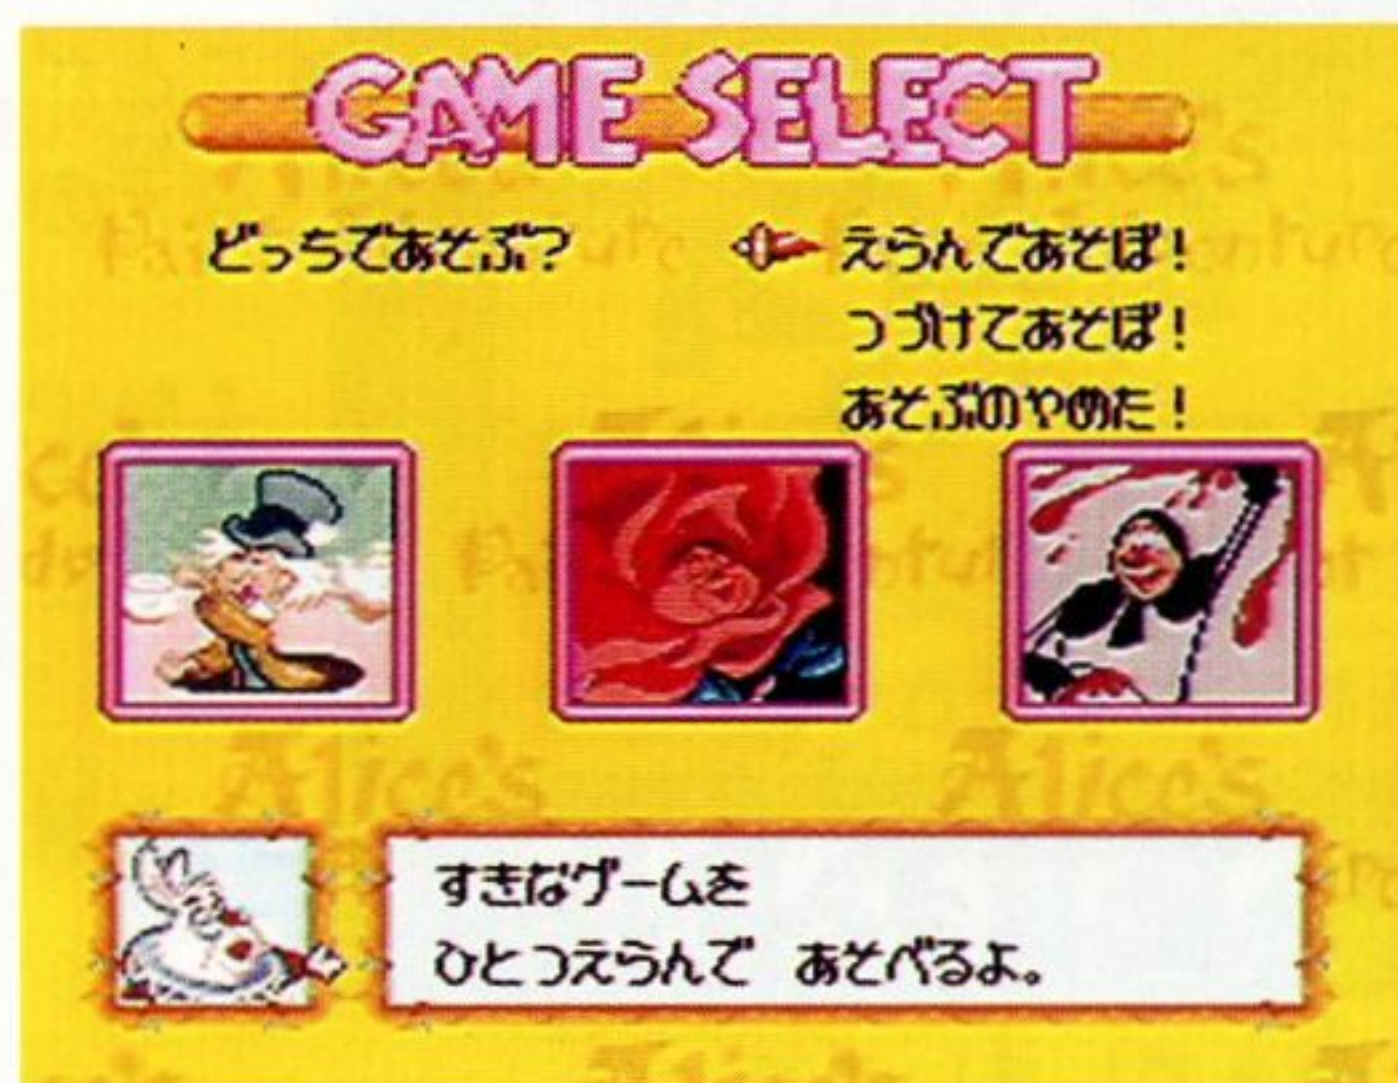 GAME SELECT
どっちであそぶ?
えらんであそぼ!
つづけてあそぼ!
あそぶのやめた!
Alice's
Alice's
すきなゲームを
ひとつえらんで あそべるよ。